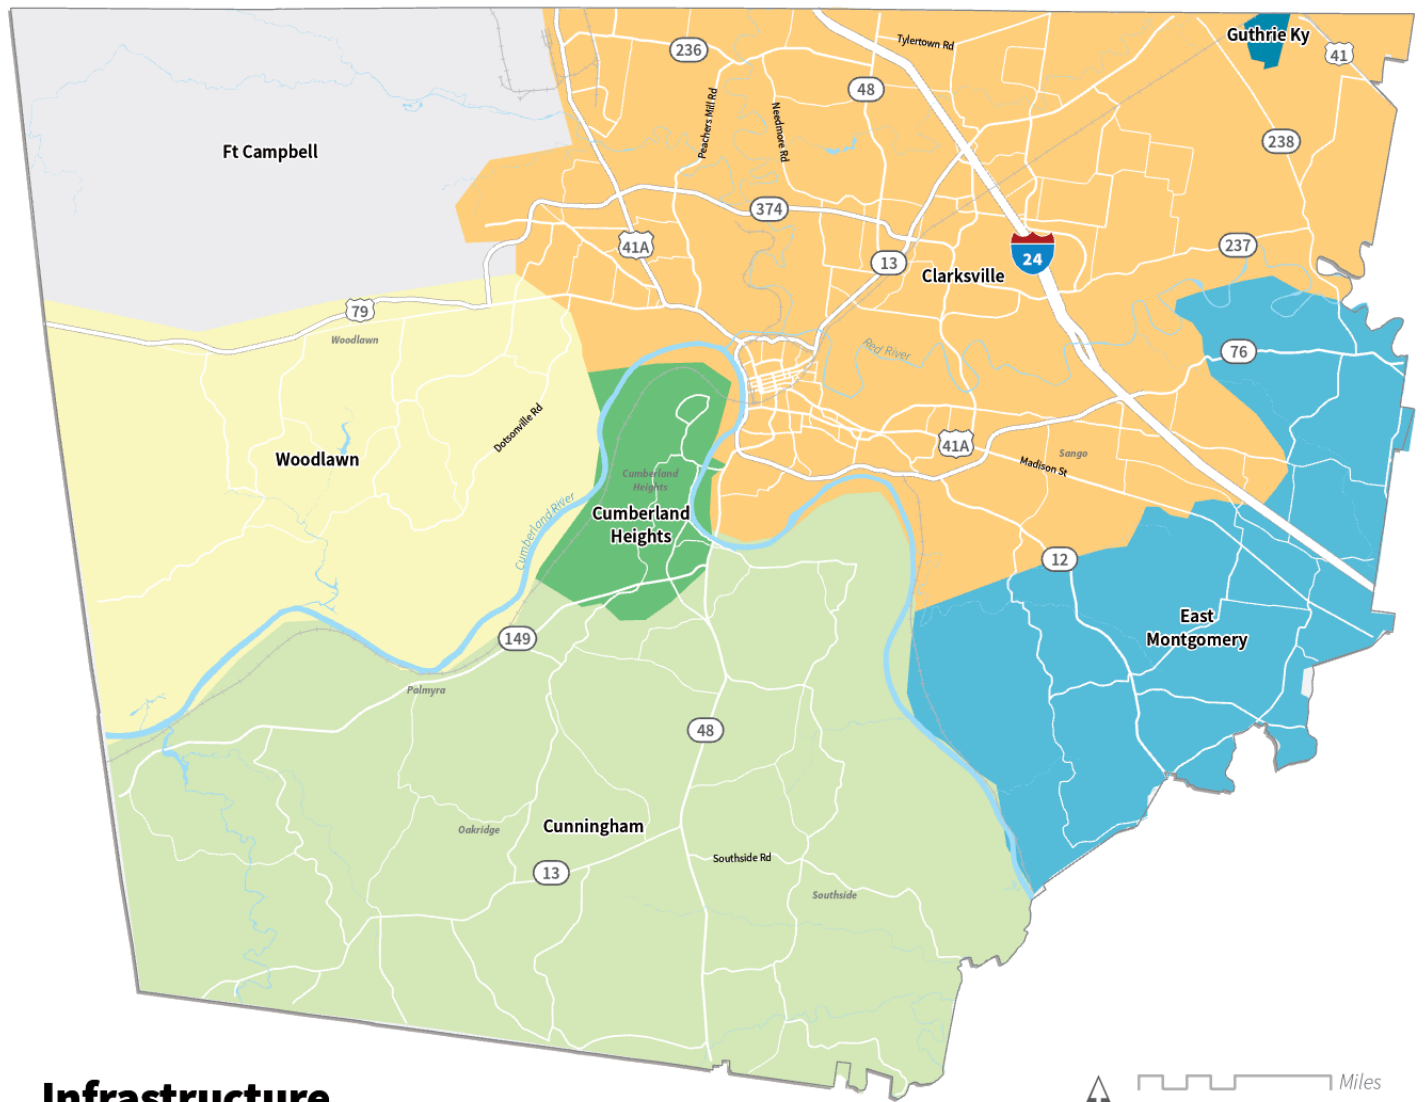 Guthrie Ky
Tylertown Rd
236
41
48
Peachers Mill Rd
Needmore Rd
238
Ft Campbell
374
41A
237
13
24
Clarksville
79
Woodlawn
Red River
76
Dotsonville Rd
41A
Sango
Madison St
Woodlawn
Cumberland
Heights
Cumberland River
Cumberland
Heights
12
East
Montgomery
149
Palmyra
48
Oakridge
Cunningham
Southside Rd
13
Southside
Infrastructure
Miles